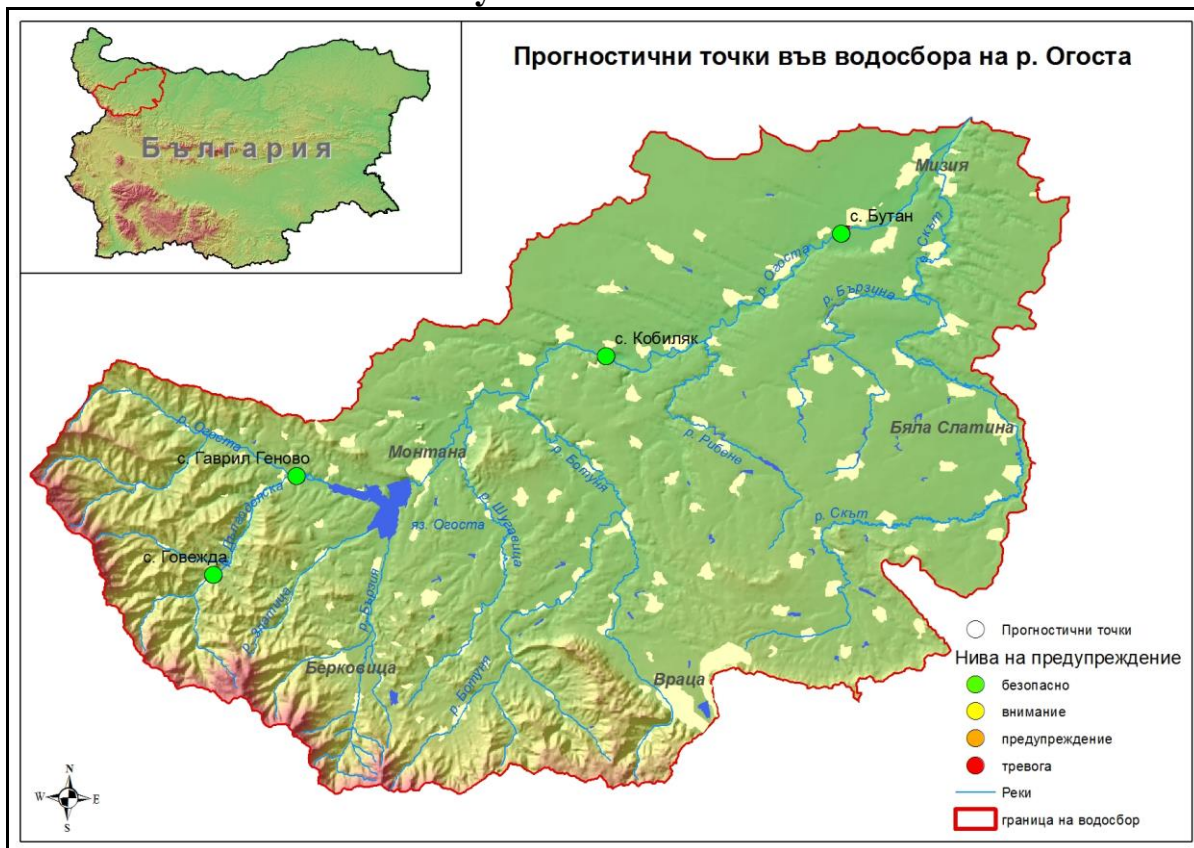 Прогностични точки във водосбора на р. Огоста
България
Мизия
с. Бутан
р. Скът
р. Огоста
р. Бързина
с. Кобиляк
Бяла Слатина
р. Огоста
Монтана
р. Рибене
с. Гаврил Геново
р. Ботуня
р. Шугавица
яз. Огоста
р. Скът
с. Говежда
р. Златица
р. Бързия
Берковица
р. Ботуня
Враца
Прогностични точки
Нива на предупреждение
безопасно
внимание
предупреждение
тревога
Реки
граница на водосбор
N
W E
S